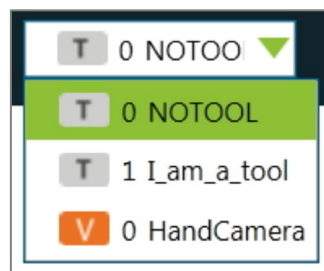 T 0 NOTOO
T 0 NOTOOL
T 1 I_am_a_tool
V 0 HandCamera